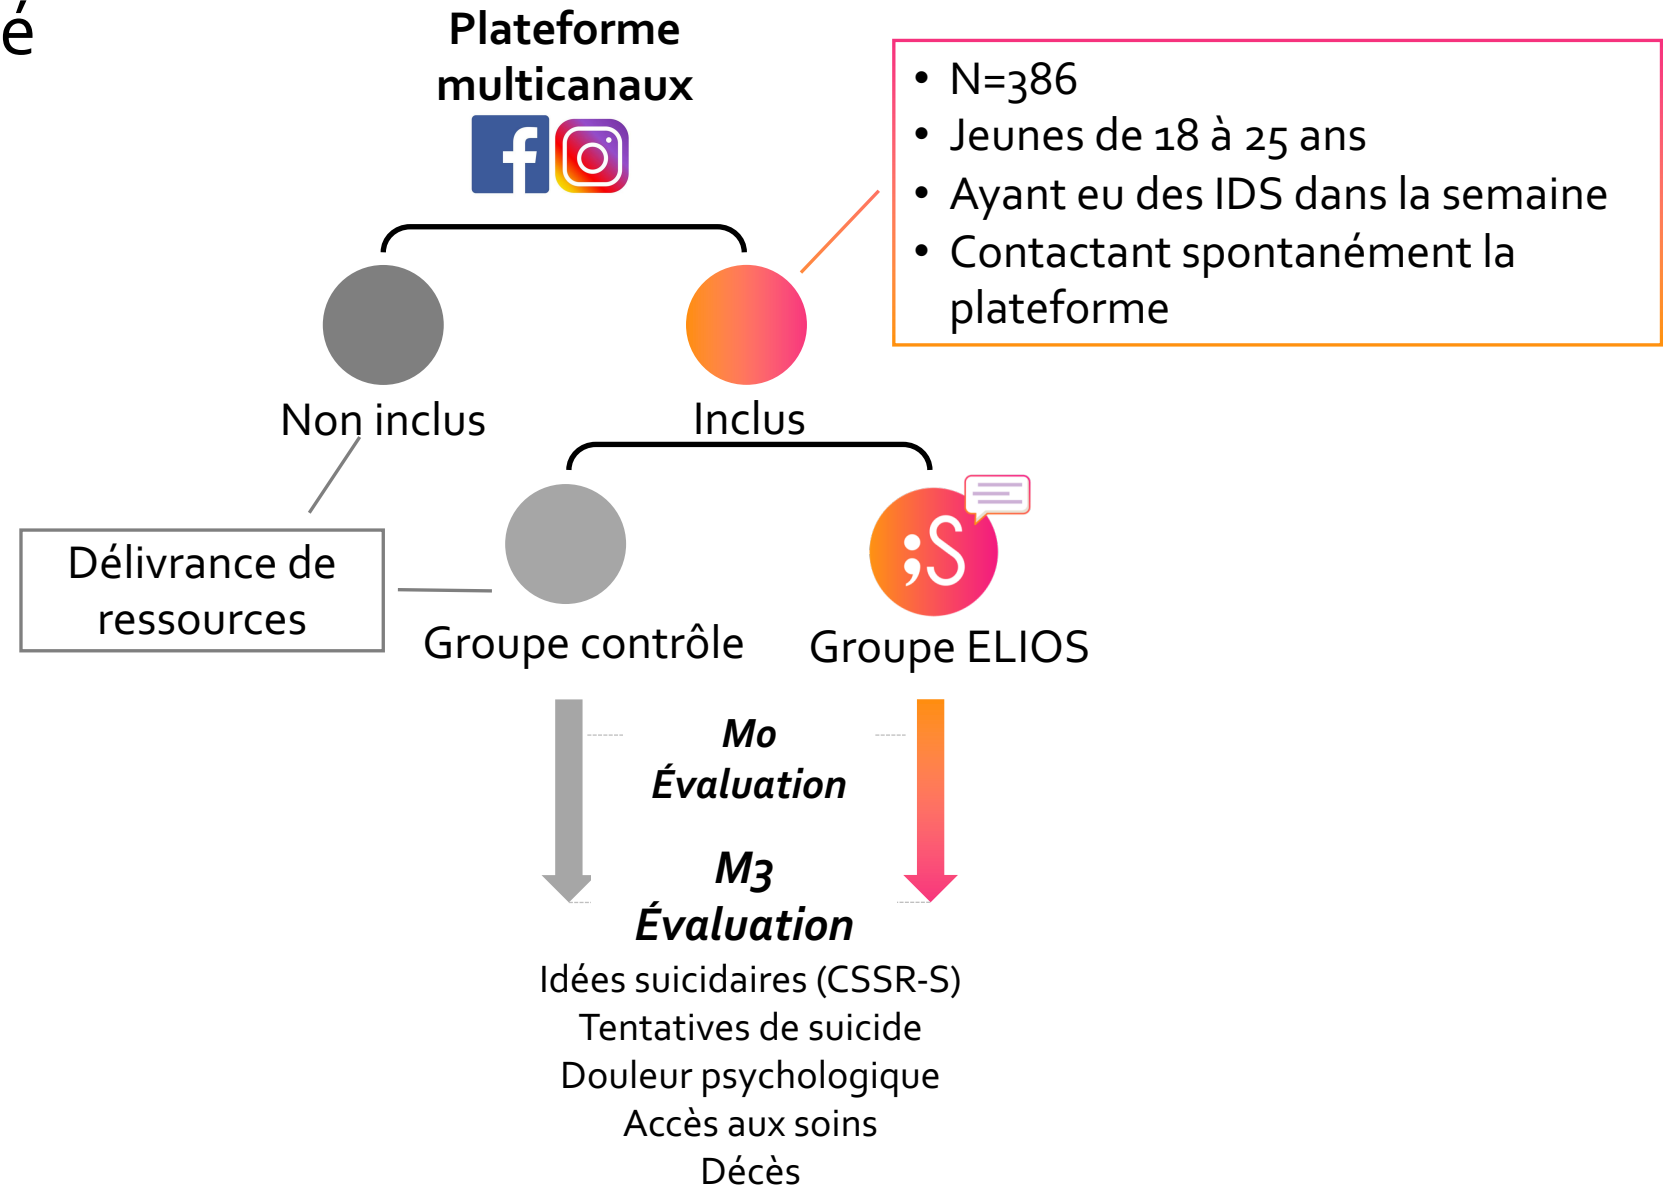 é
Plateforme
multicanaux
• N=386
• Jeunes de 18 à 25 ans
• Ayant eu des IDS dans la semaine
• Contactant spontanément la
plateforme
Non inclus
Inclus
Délivrance de
ressources
;S
Groupe contrôle
Groupe ELIOS
M0
Évaluation
M3
Évaluation
Idées suicidaires (CSSR-S)
Tentatives de suicide
Douleur psychologique
Accès aux soins
Décès